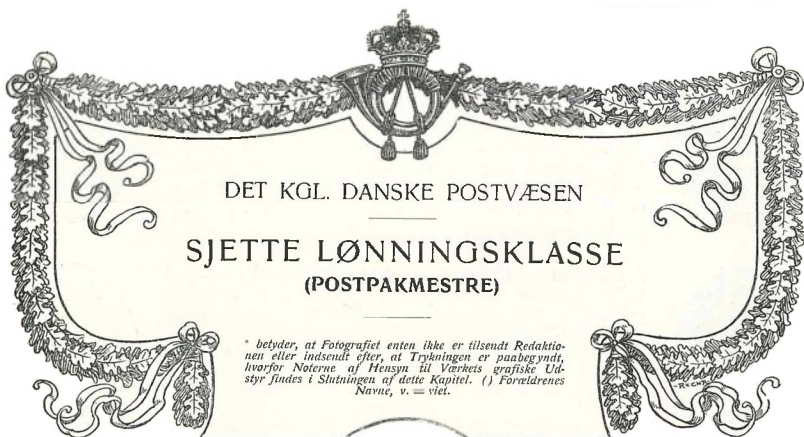 DET KGL. DANSKE POSTVÆSEN
SJETTE LØNNINGSKLASSE
(POSTPAKMESTRE)
* betyder, at Fotografiet enten ikke er tilsendt Redaktio-
nen eller indsendt efter, at Trykningen er paabegyndt,
hvorfor Noterne af Hensyn til Værkets grafiske Ud-
styr findes i Slutningen af dette Kapitel. () Forældrenes
Navne, v. = viet.